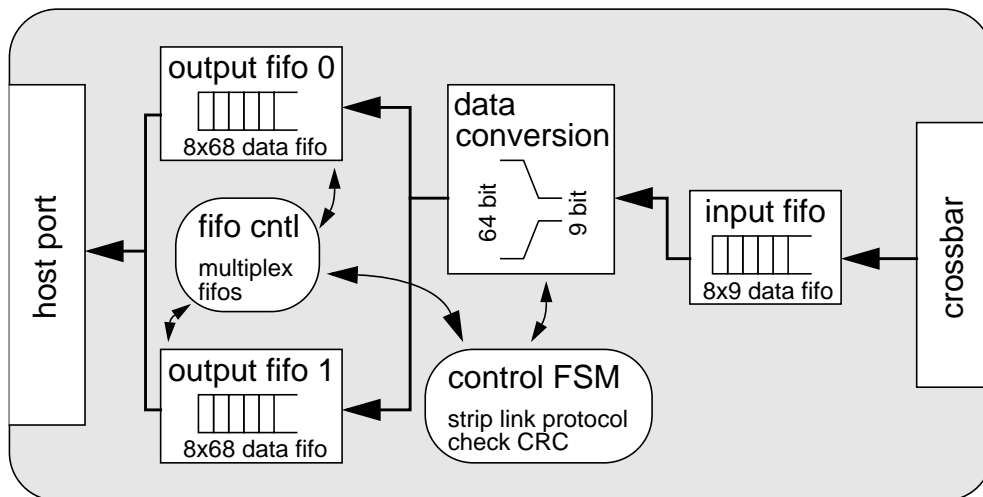 host port
output fifo 0
8x68 data fifo
fifo cntl
multiplex
fifos
output fifo 1
8x68 data fifo
data
conversion
64 bit
9 bit
control FSM
strip link protocol
check CRC
input fifo
8x9 data fifo
crossbar